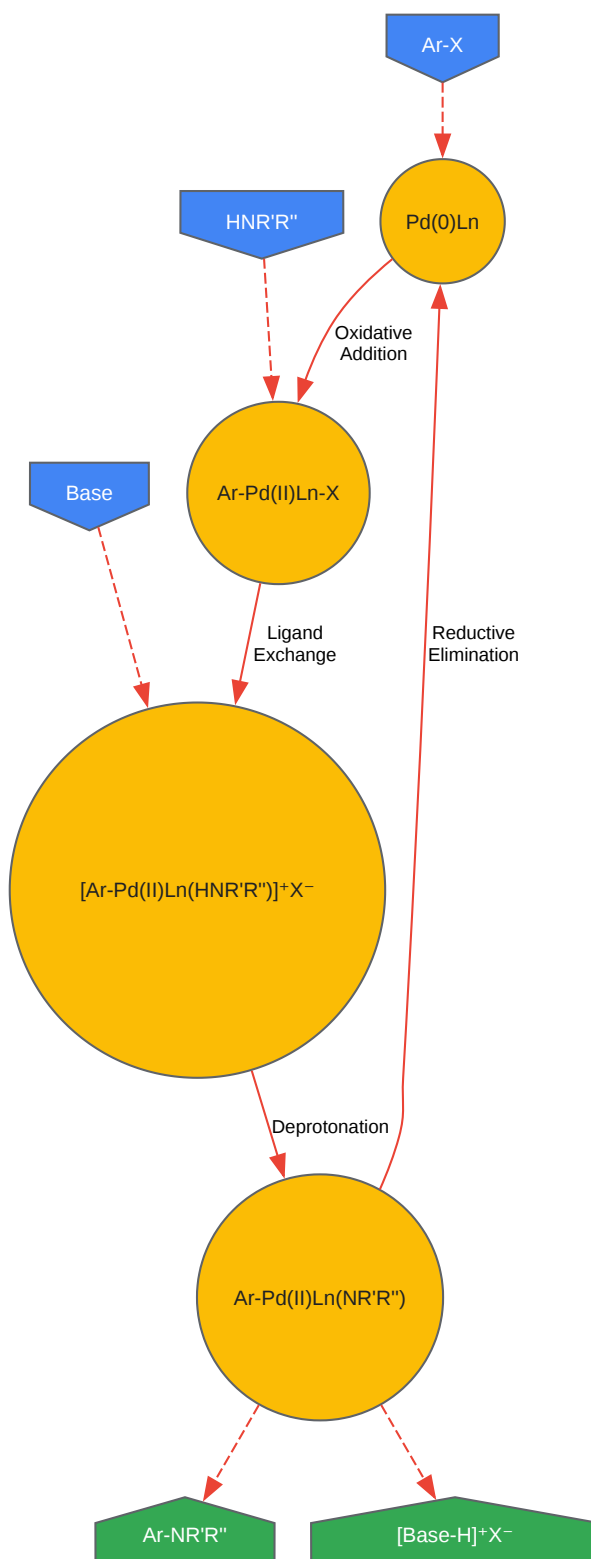 Ar-X
HNR'R"
Pd(0)Ln
Oxidative
Addition
Base
Ar-Pd(II)Ln-X
Ligand
Exchange
Reductive
Elimination
[Ar-Pd(II)Ln(HNR'R")]⁺X⁻
Deprotonation
Ar-Pd(II)Ln(NR'R")
Ar-NR'R"
[Base-H]⁺X⁻